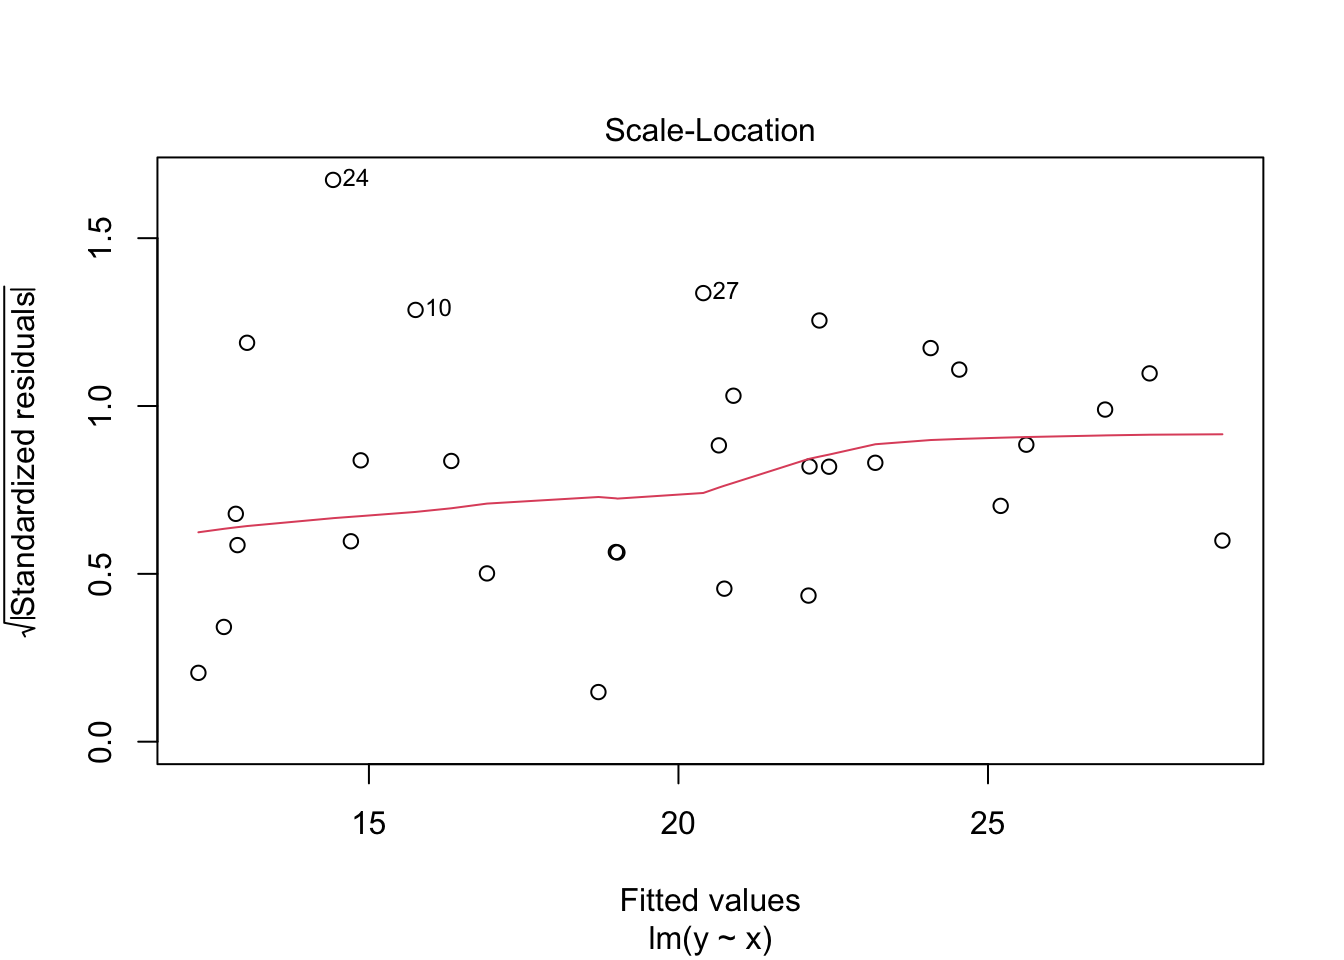 Scale-Location
√|Standardized residuals|
1.5
1.0
0.5
0.0
24
10
27
15 20 25
Fitted values
lm(y ~ x)